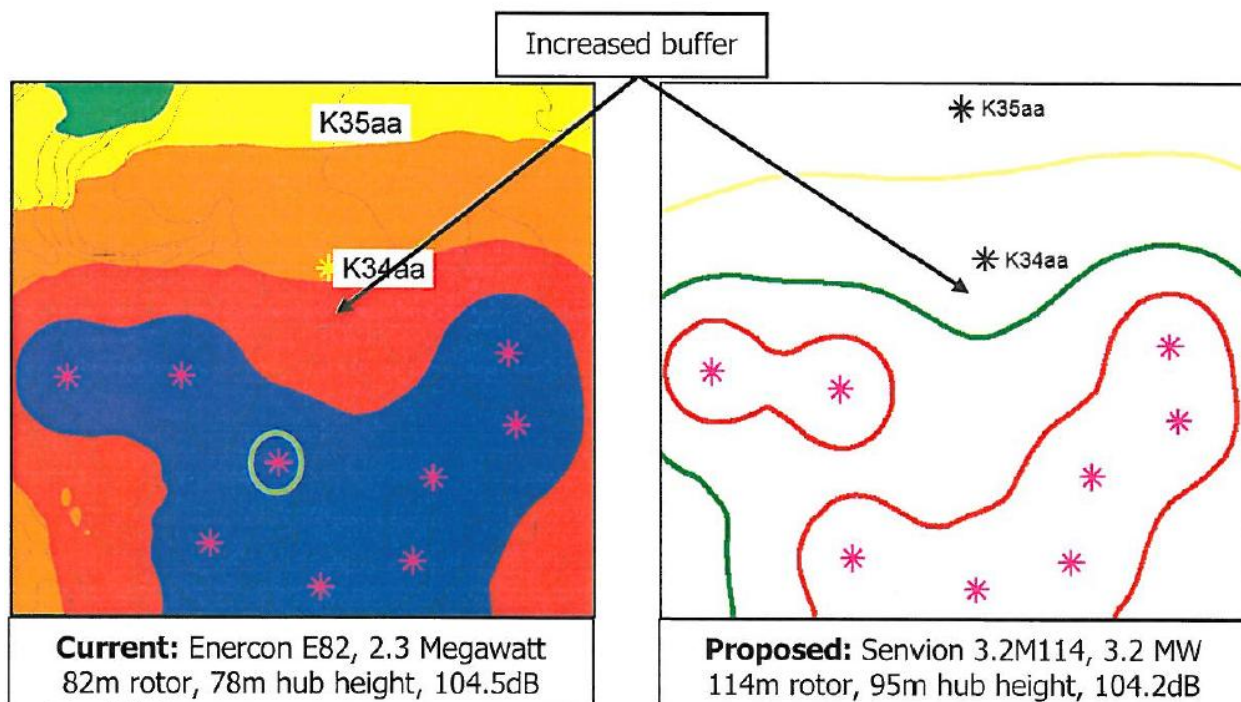 Increased buffer
K35aa
K34aa
K35aa
K34aa
Current: Enercon E82, 2.3 Megawatt
82m rotor, 78m hub height, 104.5dB
Proposed: Senvion 3.2M114, 3.2 MW
114m rotor, 95m hub height, 104.2dB